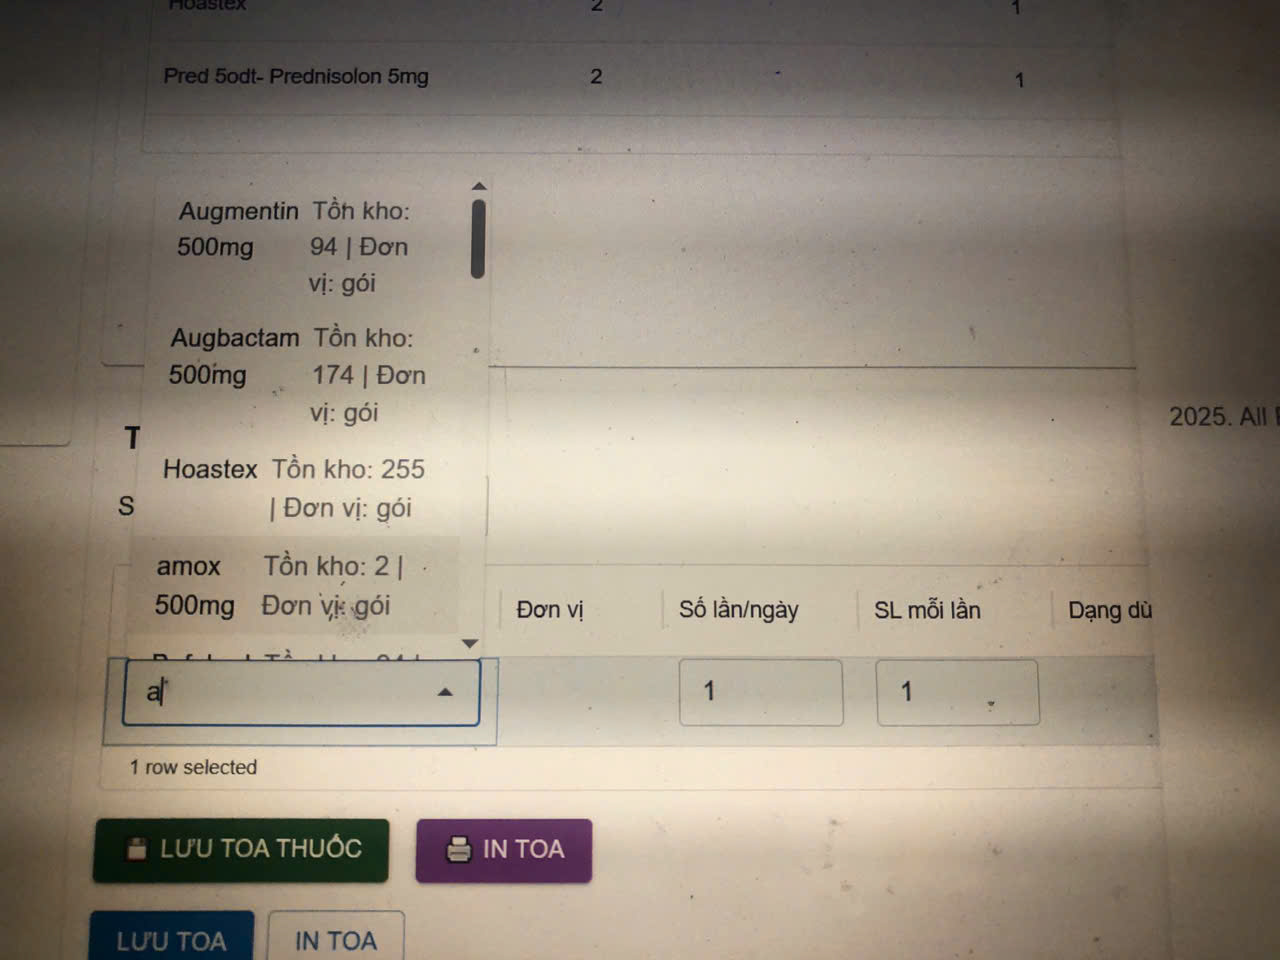 Hoastex 2 1
Pred 5odt- Prednisolon 5mg 2 1
Augmentin Tồn kho:
500mg 94 | Đơn
vị: gói
Augbactam Tồn kho:
500mg 174 | Đơn
vị: gói
2025. All
T
Hoastex Tồn kho: 255
S | Đơn vị: gói
amox Tồn kho: 2 |
500mg Đơn vị: gói
Đơn vị Số lần/ngày SL mỗi lần Dạng dù
a 1 1
1 row selected
LƯU TOA THUỐC IN TOA
LƯU TOA IN TOA